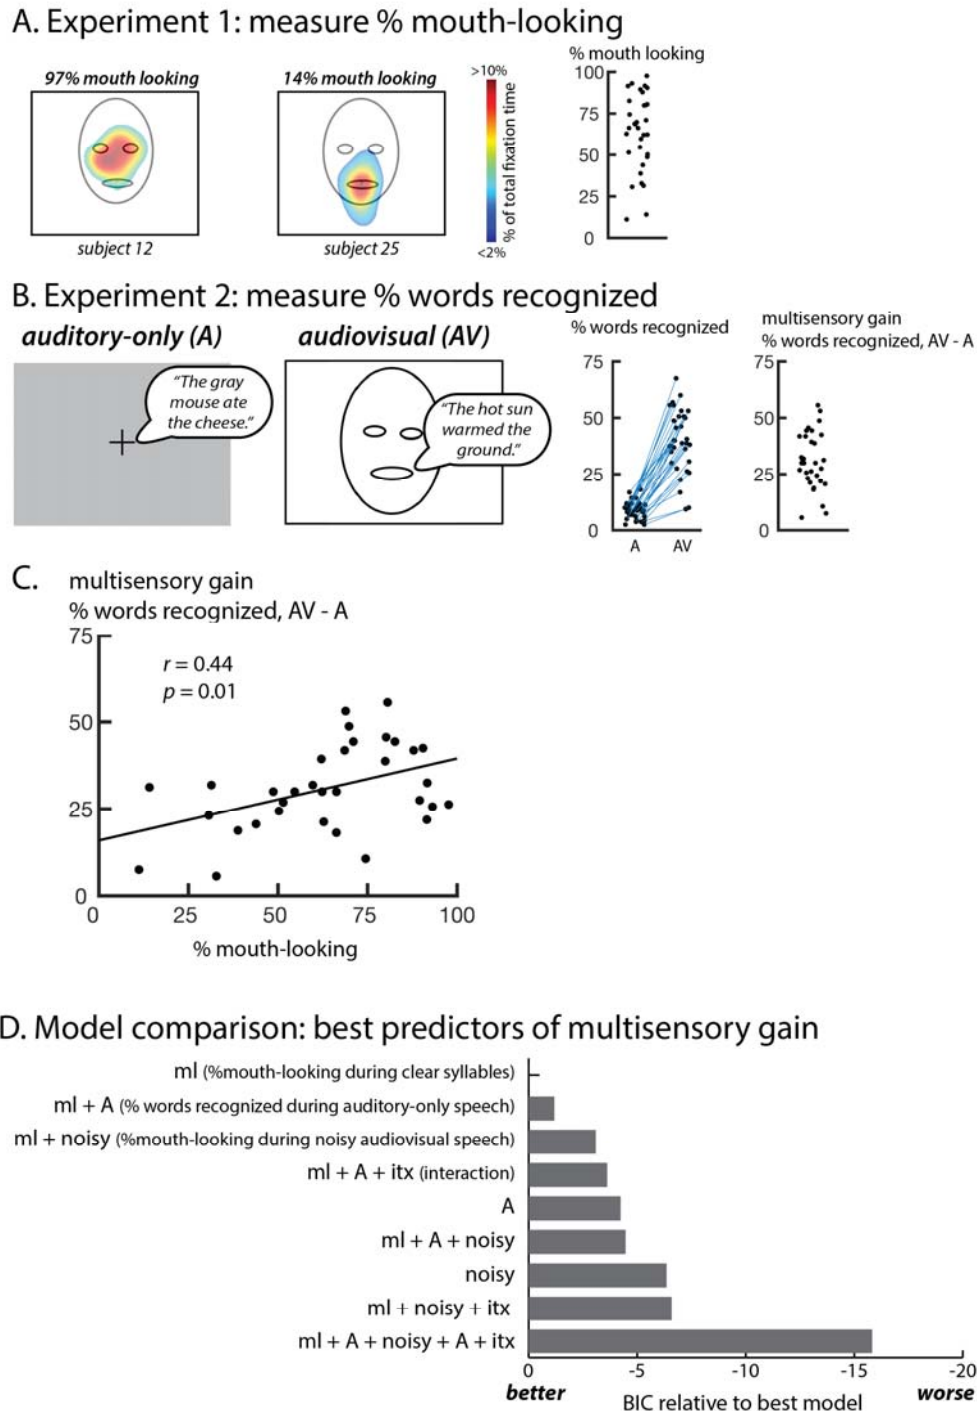 A. Experiment 1: measure % mouth-looking
97% mouth looking
subject 12
14% mouth looking
subject 25
>10%
% of total fixation time
<2%
% mouth looking
100
75
50
25
0
B. Experiment 2: measure % words recognized
auditory-only (A)
"The gray
mouse ate
the cheese."
audiovisual (AV)
"The hot sun
warmed the
ground."
% words recognized
75
50
25
0
A AV
multisensory gain
% words recognized, AV - A
75
50
25
0
C. multisensory gain
% words recognized, AV - A
75
50
25
0
r = 0.44
p = 0.01
0 25 50 75 100
% mouth-looking
D. Model comparison: best predictors of multisensory gain
ml (%mouth-looking during clear syllables)
ml + A (% words recognized during auditory-only speech)
ml + noisy (%mouth-looking during noisy audiovisual speech)
ml + A + itx (interaction)
A
ml + A + noisy
noisy
ml + noisy + itx
ml + A + noisy + A + itx
0 -5 -10 -15 -20
better BIC relative to best model worse